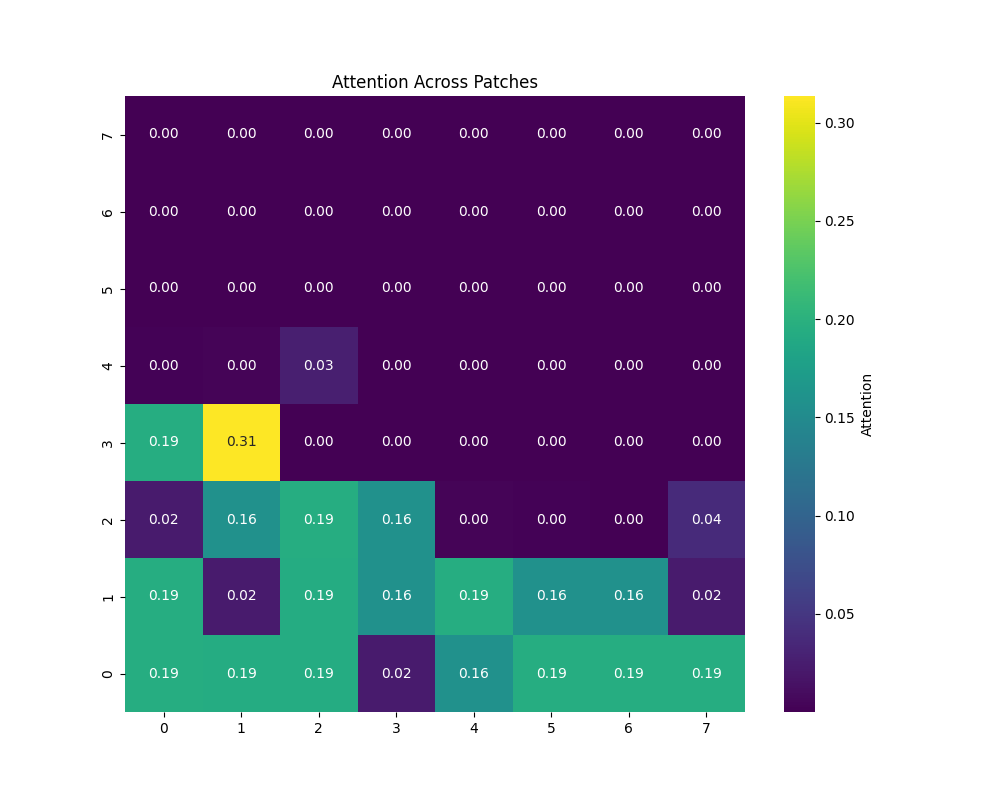 Attention Across Patches
7 0.00 0.00 0.00 0.00 0.00 0.00 0.00 0.00
6 0.00 0.00 0.00 0.00 0.00 0.00 0.00 0.00
5 0.00 0.00 0.00 0.00 0.00 0.00 0.00 0.00
4 0.00 0.00 0.03 0.00 0.00 0.00 0.00 0.00
3 0.19 0.31 0.00 0.00 0.00 0.00 0.00 0.00
2 0.02 0.16 0.19 0.16 0.00 0.00 0.00 0.04
1 0.19 0.02 0.19 0.16 0.19 0.16 0.16 0.02
0 0.19 0.19 0.19 0.02 0.16 0.19 0.19 0.19
0 1 2 3 4 5 6 7
0.30
0.25
0.20
0.15
0.10
0.05
Attention